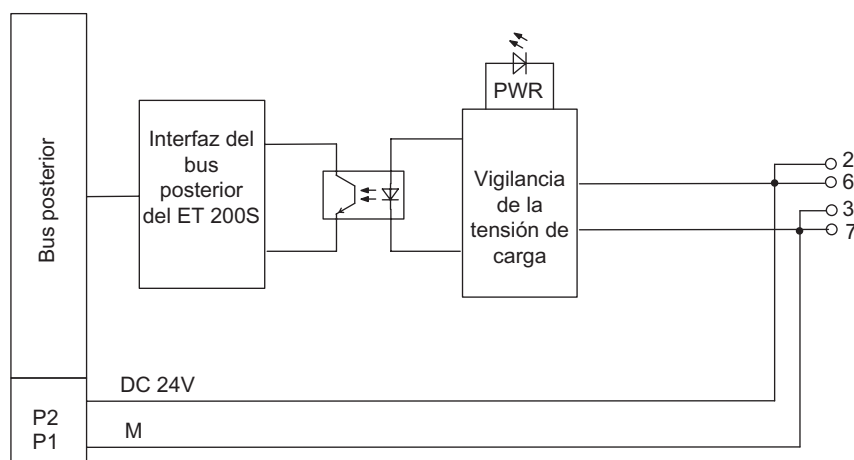 Bus posterior
Interfaz del
bus
posterior
del ET 200S
PWR
Vigilancia
de la
tensión de
carga
2
6
3
7
DC 24V
P2
P1
M